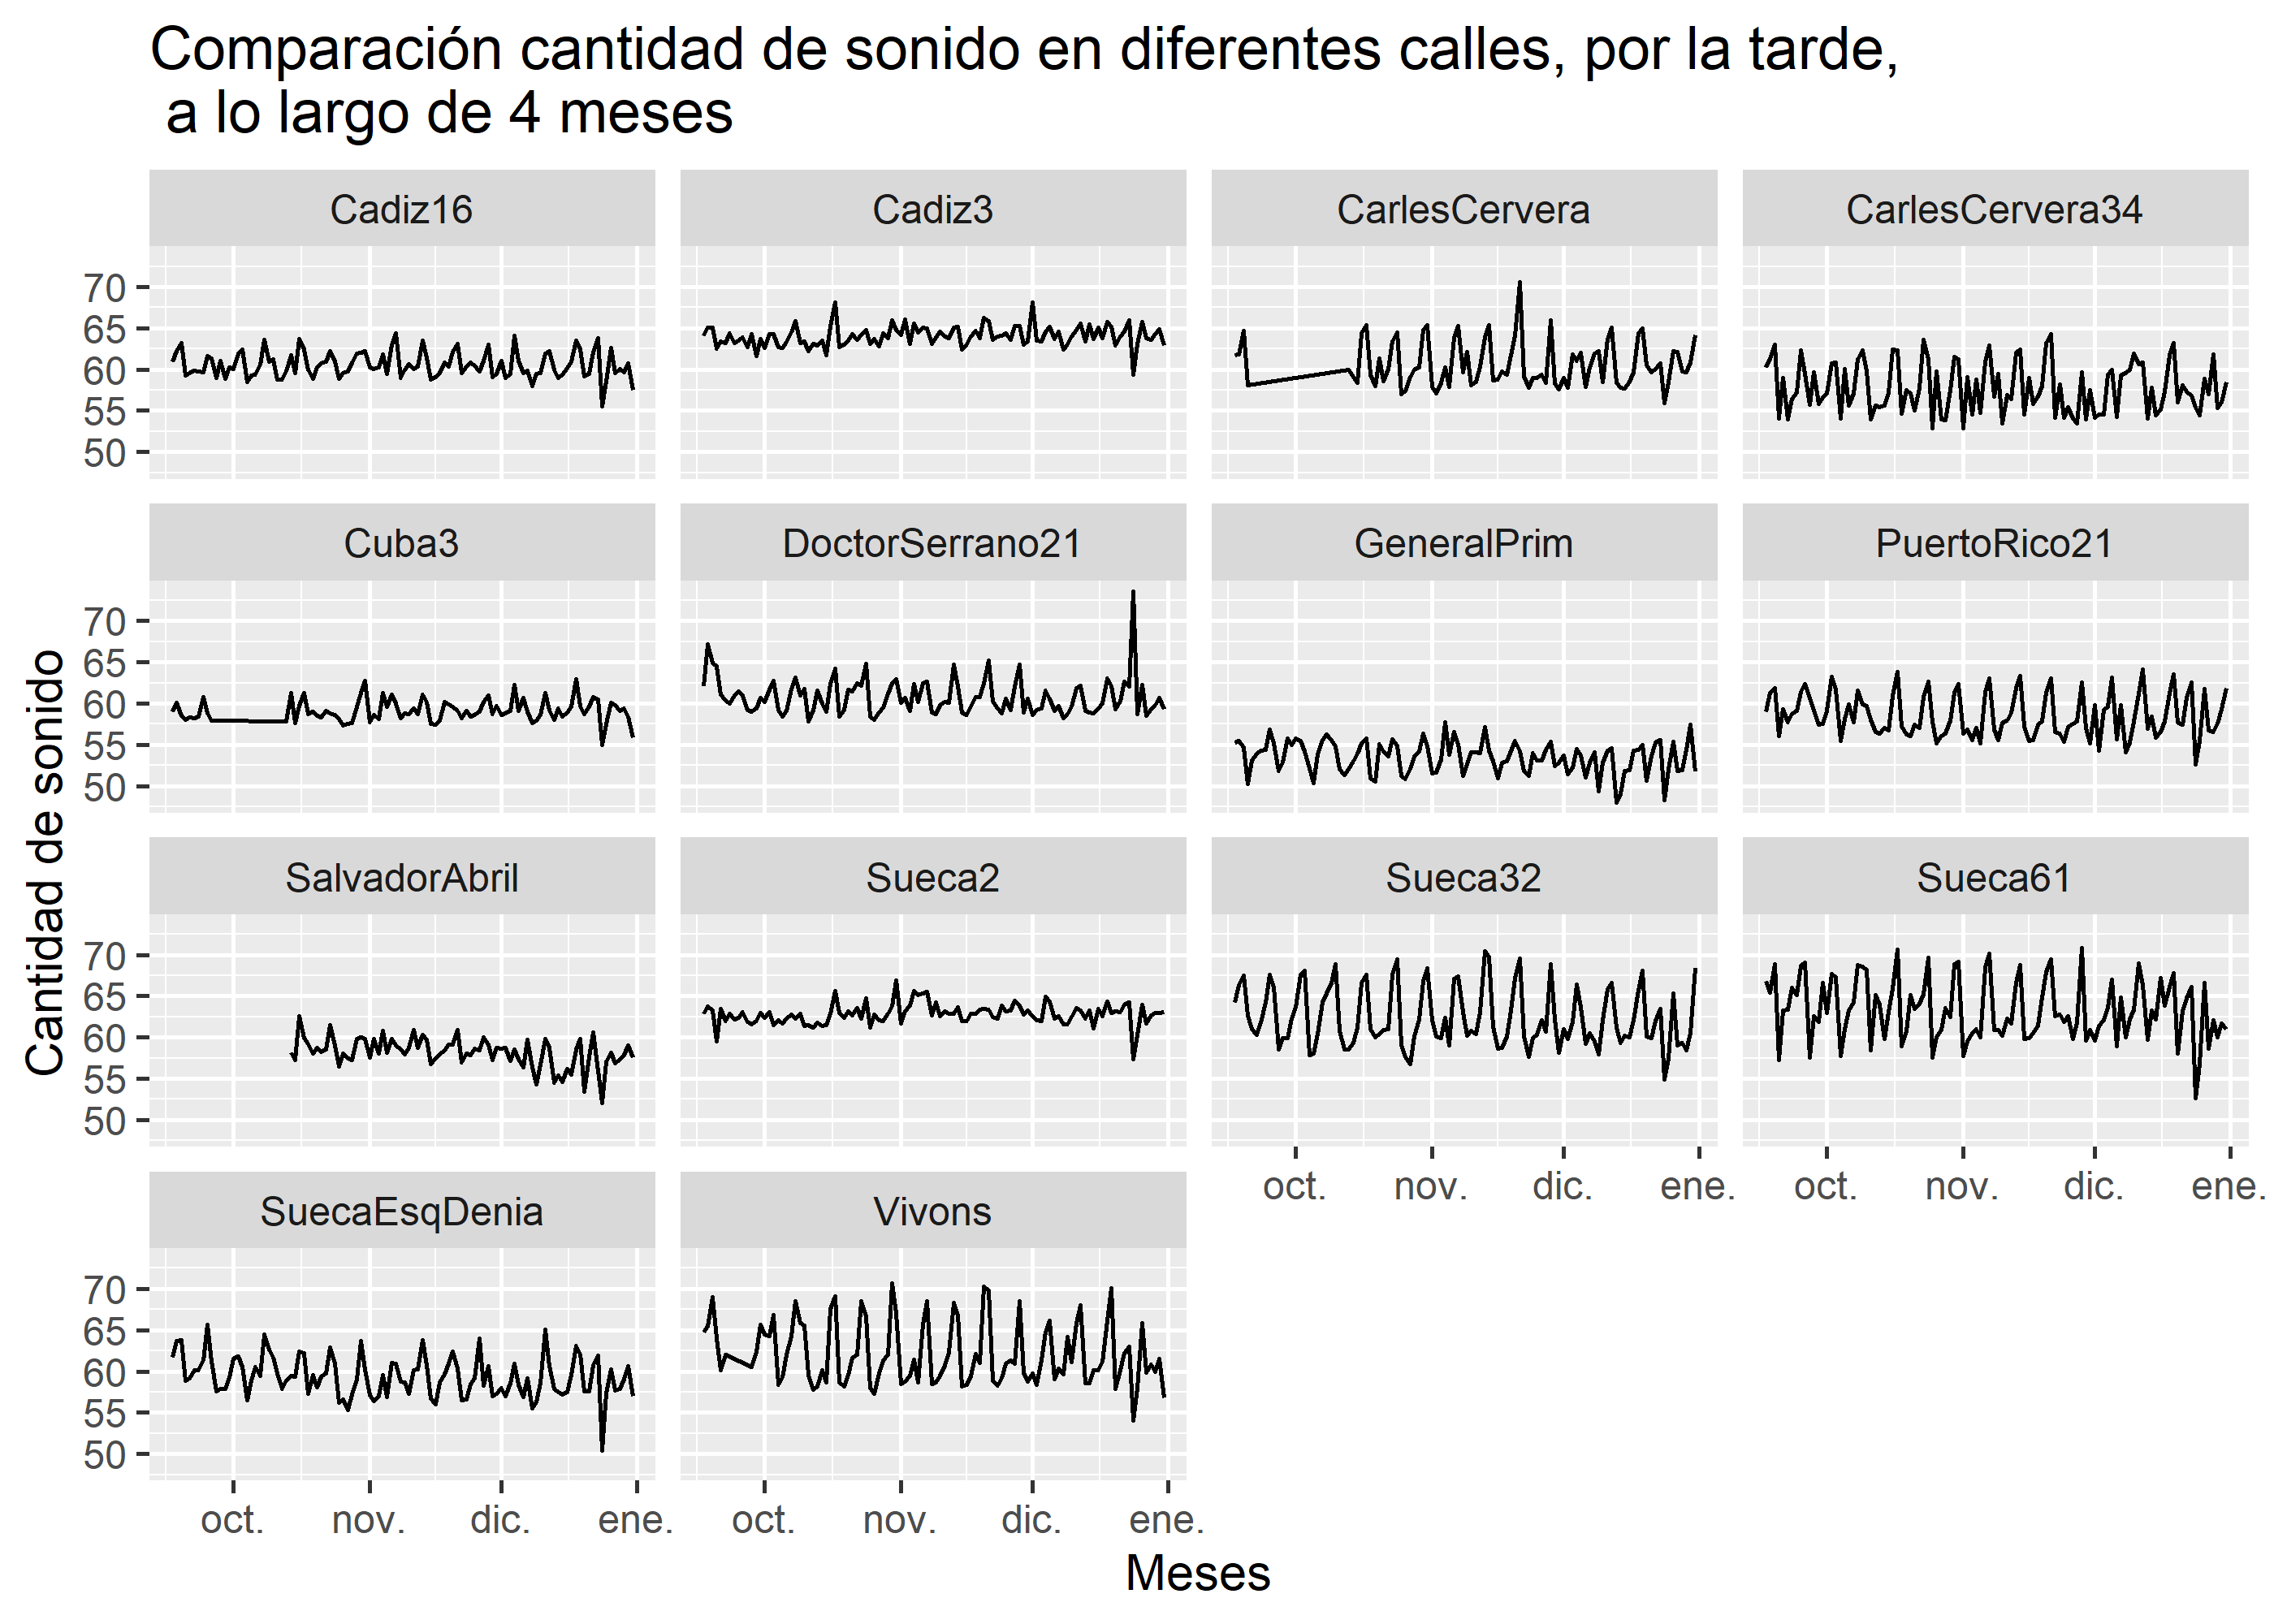 Comparación cantidad de sonido en diferentes calles, por la tarde,
a lo largo de 4 meses
Cadiz16
Cadiz3
CarlesCervera
CarlesCervera34
70
65
60
55
50
Cuba3
DoctorSerrano21
GeneralPrim
PuertoRico21
70
65
60
55
50
SalvadorAbril
Sueca2
Sueca32
Sueca61
70
65
60
55
50
oct.
nov.
dic.
ene.
oct.
nov.
dic.
ene.
SuecaEsqDenia
Vivons
70
65
60
55
50
oct.
nov.
dic.
ene.
oct.
nov.
dic.
ene.
Meses
Cantidad de sonido